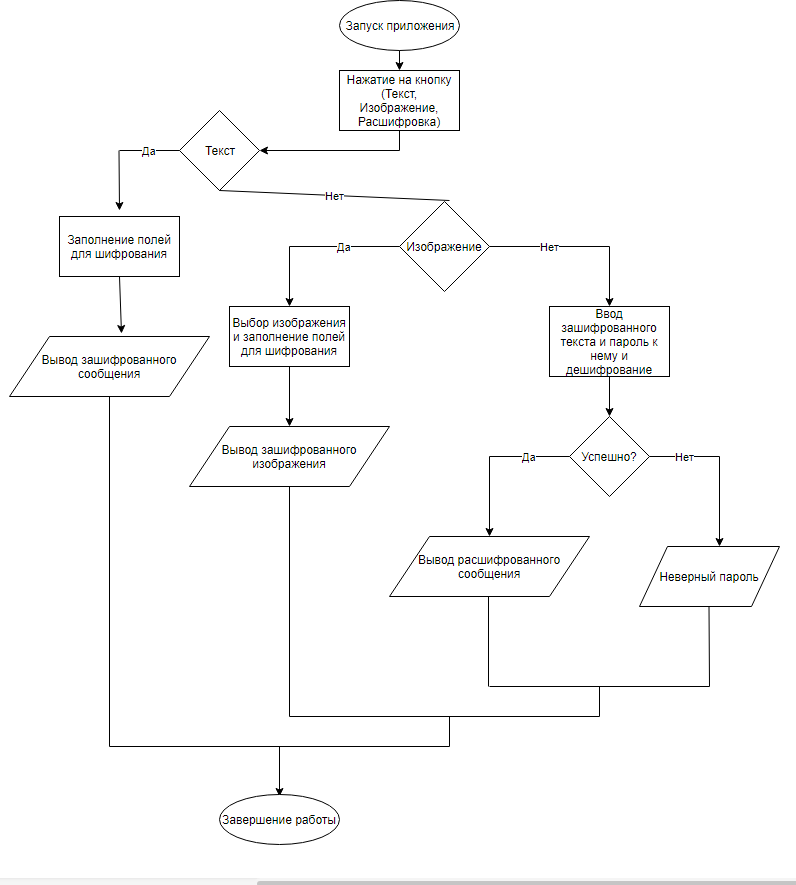 Запуск приложения
Нажатие на кнопку
(Текст,
Изображение,
Расшифровка)
Текст
Да
Нет
Заполнение полей
для шифрования
Изображение
Да
Нет
Выбор изображения
и заполнение полей
для шифрования
Ввод
зашифрованного
текста и пароль к
нему и
дешифрование
Вывод зашифрованного
сообщения
Вывод зашифрованного
изображения
Успешно?
Да
Нет
Вывод расшифрованного
сообщения
Неверный пароль
Завершение работы